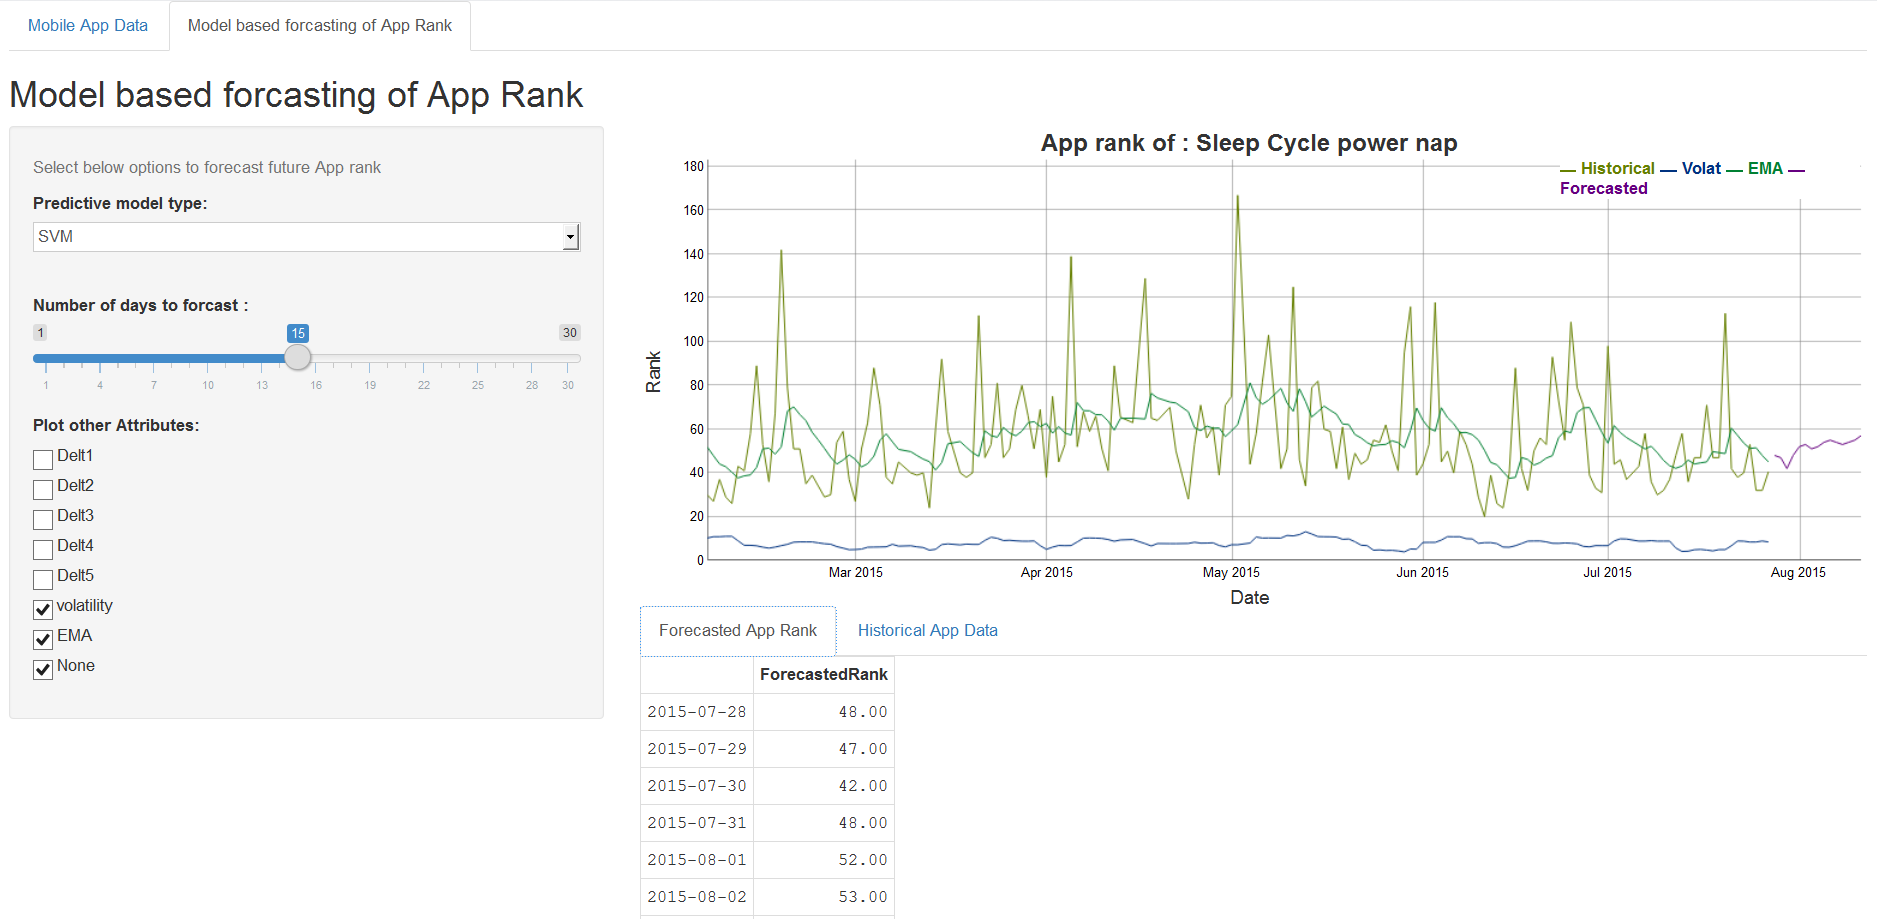 Mobile App Data
Model based forcasting of App Rank
Model based forcasting of App Rank
Select below options to forecast future App rank
Predictive model type:
SVM
Number of days to forcast :
1
15
30
1 4 7 10 13 16 19 22 25 28 30
Plot other Attributes:
Delt1
Delt2
Delt3
Delt4
Delt5
volatility
EMA
None
App rank of : Sleep Cycle power nap
Historical Volat EMA
Forecasted
180
160
140
120
100
80
60
40
20
0
Rank
Mar 2015 Apr 2015 May 2015 Jun 2015 Jul 2015 Aug 2015
Date
Forecasted App Rank Historical App Data
ForecastedRank
2015-07-28 48.00
2015-07-29 47.00
2015-07-30 42.00
2015-07-31 48.00
2015-08-01 52.00
2015-08-02 53.00